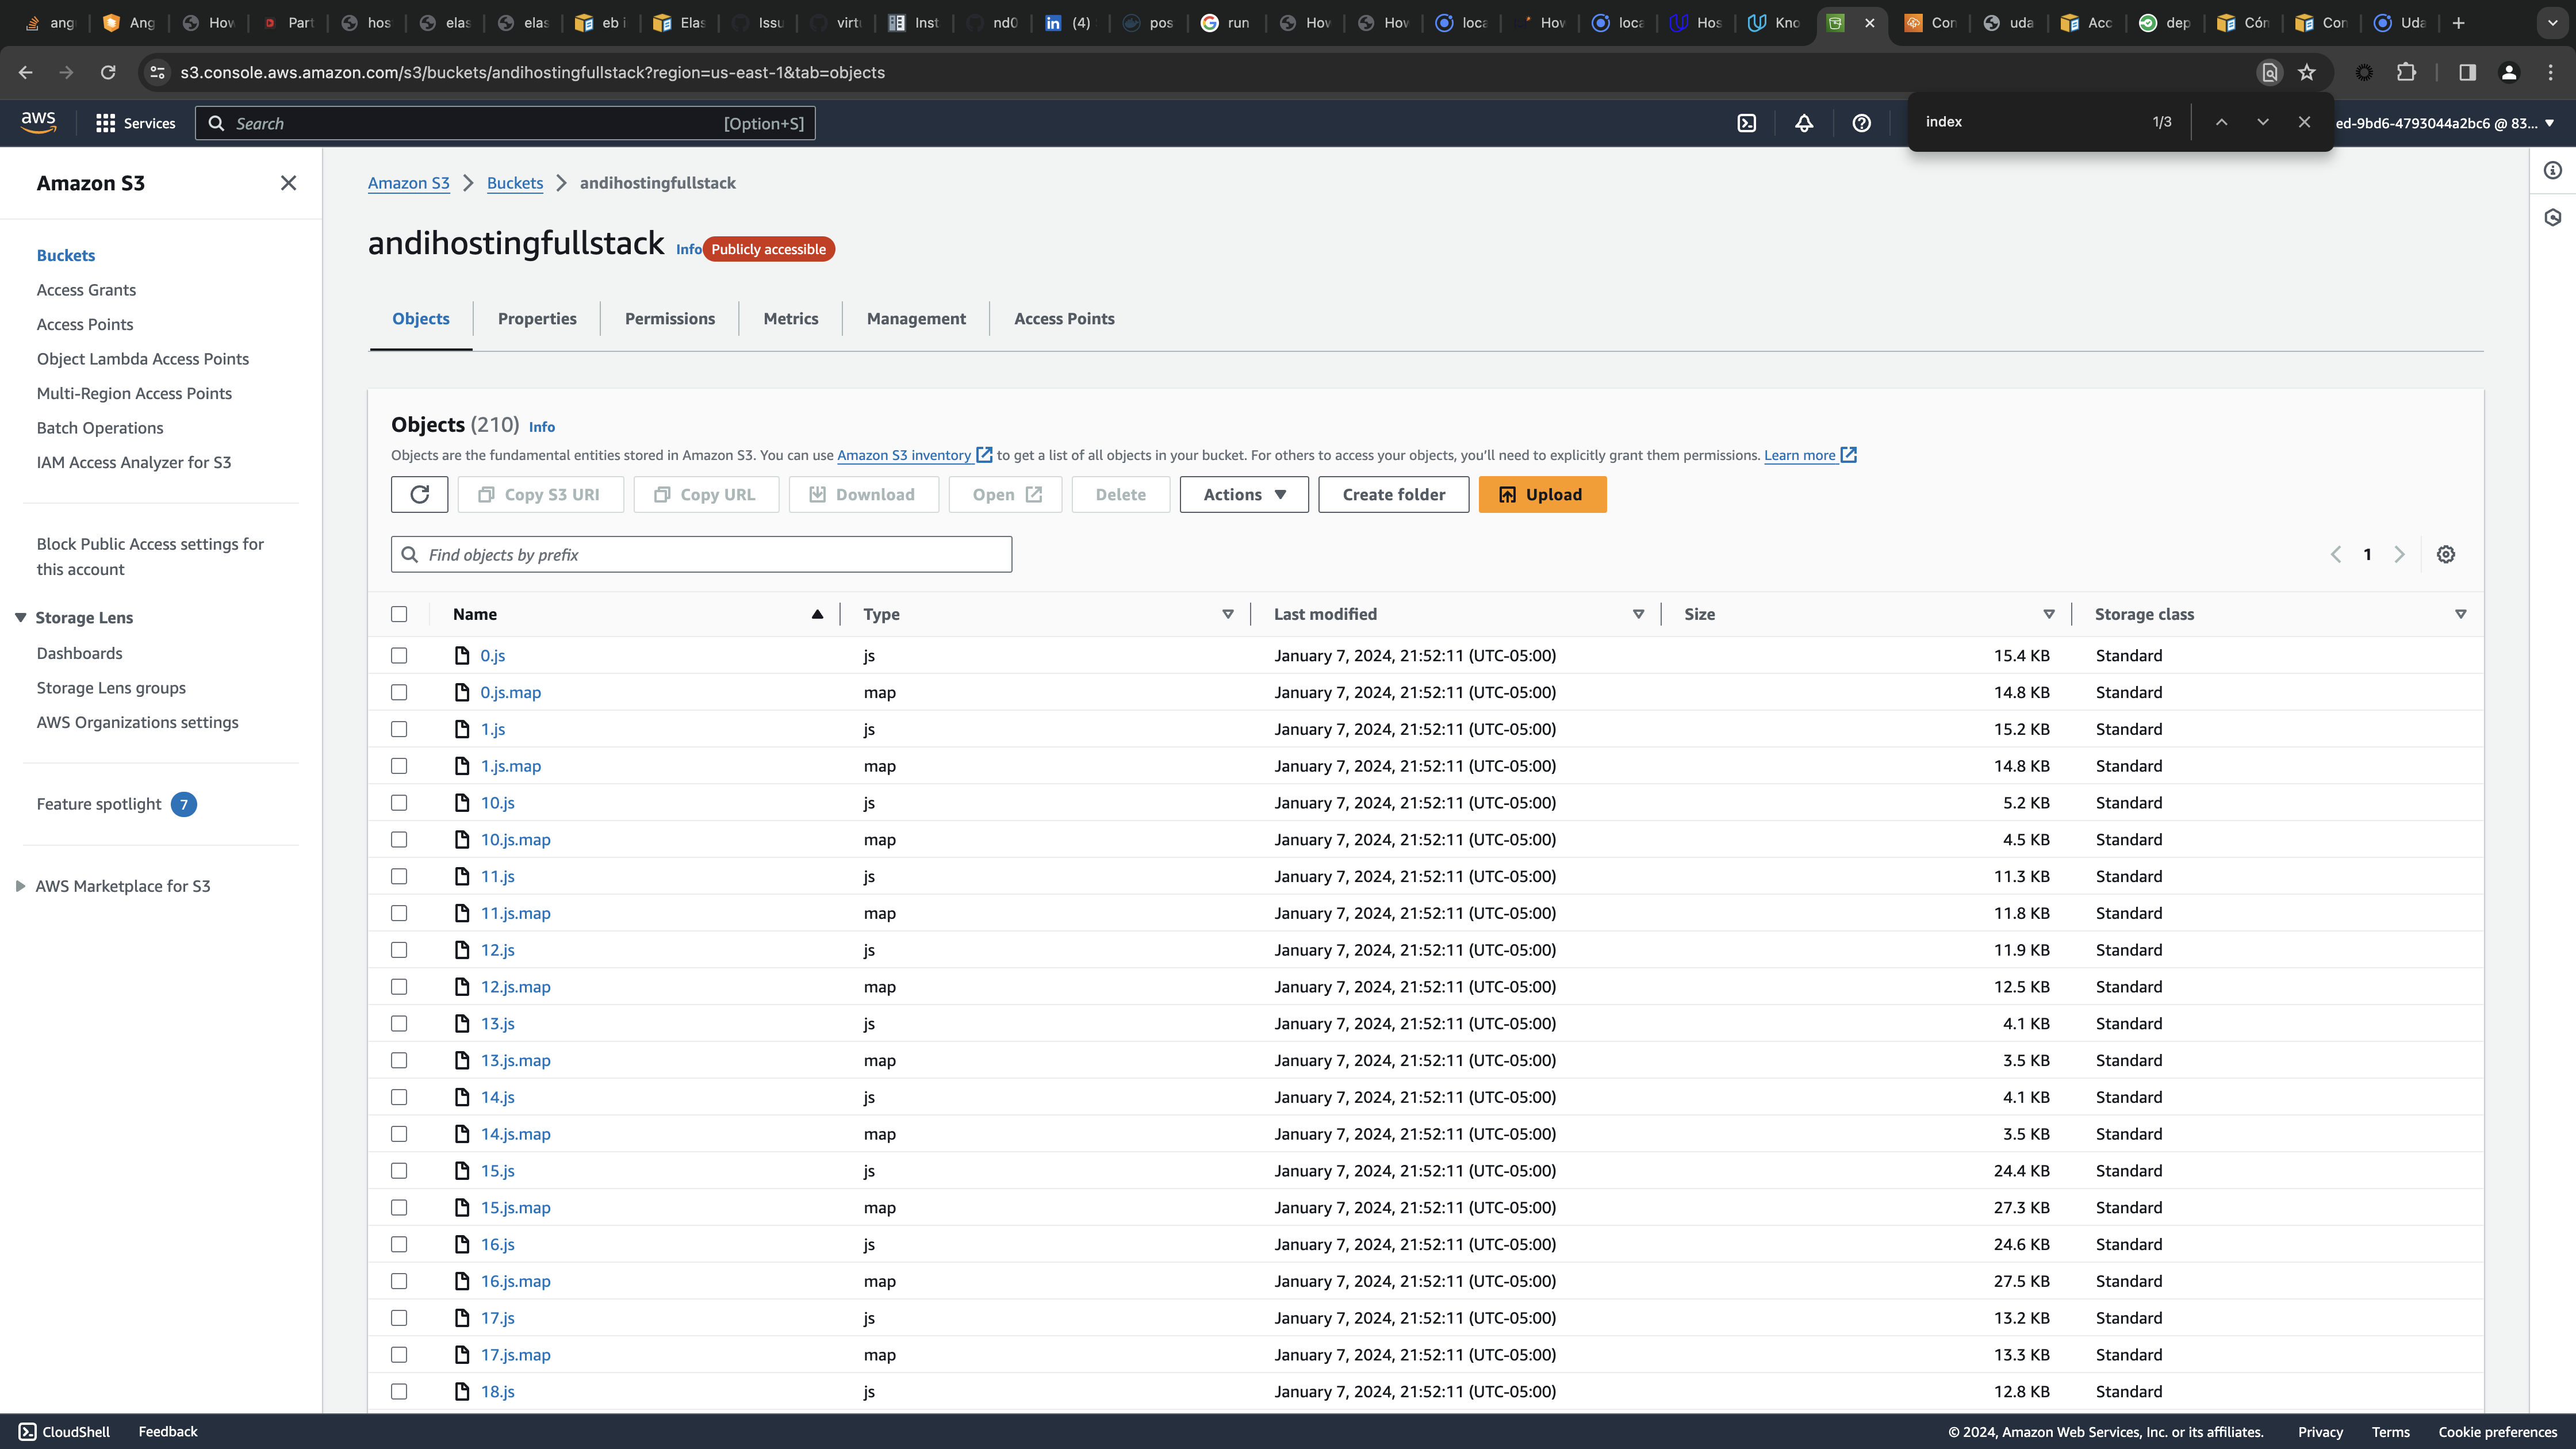 ang Ang How Part hos elas elas eb i Elas Issu virtu Inst nd0 (4) pos run How How loca How loca Hos Kno Con uda Acc dep Cón Con Uda
s3.console.aws.amazon.com/s3/buckets/andihostingfullstack?region=us-east-1&tab=objects
aws Services Search [Option+S] index 1/3 ed-9bd6-4793044a2bc6 @ 83...
Amazon S3
Buckets
Access Grants
Access Points
Object Lambda Access Points
Multi-Region Access Points
Batch Operations
IAM Access Analyzer for S3
Block Public Access settings for
this account
Storage Lens
Dashboards
Storage Lens groups
AWS Organizations settings
Feature spotlight 7
AWS Marketplace for S3
Amazon S3 Buckets andihostingfullstack
andihostingfullstack Info Publicly accessible
Objects Properties Permissions Metrics Management Access Points
Objects (210) Info
Objects are the fundamental entities stored in Amazon S3. You can use Amazon S3 inventory to get a list of all objects in your bucket. For others to access your objects, you'll need to explicitly grant them permissions. Learn more
Copy S3 URI Copy URL Download Open Delete Actions Create folder Upload
Find objects by prefix 1
Name Type Last modified Size Storage class
0.js js January 7, 2024, 21:52:11 (UTC-05:00) 15.4 KB Standard
0.js.map map January 7, 2024, 21:52:11 (UTC-05:00) 14.8 KB Standard
1.js js January 7, 2024, 21:52:11 (UTC-05:00) 15.2 KB Standard
1.js.map map January 7, 2024, 21:52:11 (UTC-05:00) 14.8 KB Standard
10.js js January 7, 2024, 21:52:11 (UTC-05:00) 5.2 KB Standard
10.js.map map January 7, 2024, 21:52:11 (UTC-05:00) 4.5 KB Standard
11.js js January 7, 2024, 21:52:11 (UTC-05:00) 11.3 KB Standard
11.js.map map January 7, 2024, 21:52:11 (UTC-05:00) 11.8 KB Standard
12.js js January 7, 2024, 21:52:11 (UTC-05:00) 11.9 KB Standard
12.js.map map January 7, 2024, 21:52:11 (UTC-05:00) 12.5 KB Standard
13.js js January 7, 2024, 21:52:11 (UTC-05:00) 4.1 KB Standard
13.js.map map January 7, 2024, 21:52:11 (UTC-05:00) 3.5 KB Standard
14.js js January 7, 2024, 21:52:11 (UTC-05:00) 4.1 KB Standard
14.js.map map January 7, 2024, 21:52:11 (UTC-05:00) 3.5 KB Standard
15.js js January 7, 2024, 21:52:11 (UTC-05:00) 24.4 KB Standard
15.js.map map January 7, 2024, 21:52:11 (UTC-05:00) 27.3 KB Standard
16.js js January 7, 2024, 21:52:11 (UTC-05:00) 24.6 KB Standard
16.js.map map January 7, 2024, 21:52:11 (UTC-05:00) 27.5 KB Standard
17.js js January 7, 2024, 21:52:11 (UTC-05:00) 13.2 KB Standard
17.js.map map January 7, 2024, 21:52:11 (UTC-05:00) 13.3 KB Standard
18.js js January 7, 2024, 21:52:11 (UTC-05:00) 12.8 KB Standard
CloudShell Feedback © 2024, Amazon Web Services, Inc. or its affiliates. Privacy Terms Cookie preferences